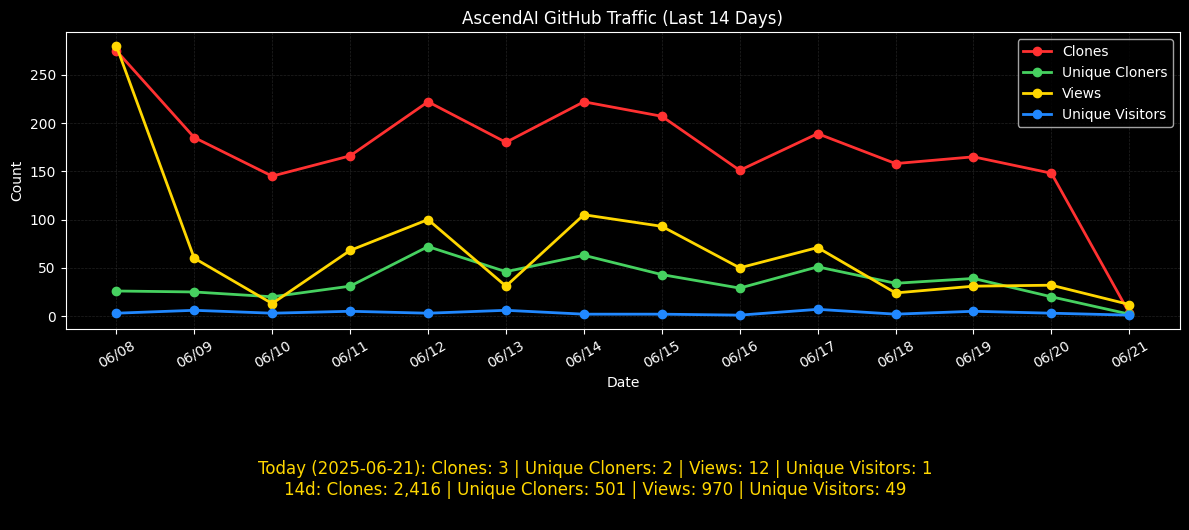 AscendAI GitHub Traffic (Last 14 Days)
Clones
Unique Cloners
Views
Unique Visitors
Count
250
200
150
100
50
0
06/08 06/09 06/10 06/11 06/12 06/13 06/14 06/15 06/16 06/17 06/18 06/19 06/20 06/21
Date
Today (2025-06-21): Clones: 3 | Unique Cloners: 2 | Views: 12 | Unique Visitors: 1
14d: Clones: 2,416 | Unique Cloners: 501 | Views: 970 | Unique Visitors: 49